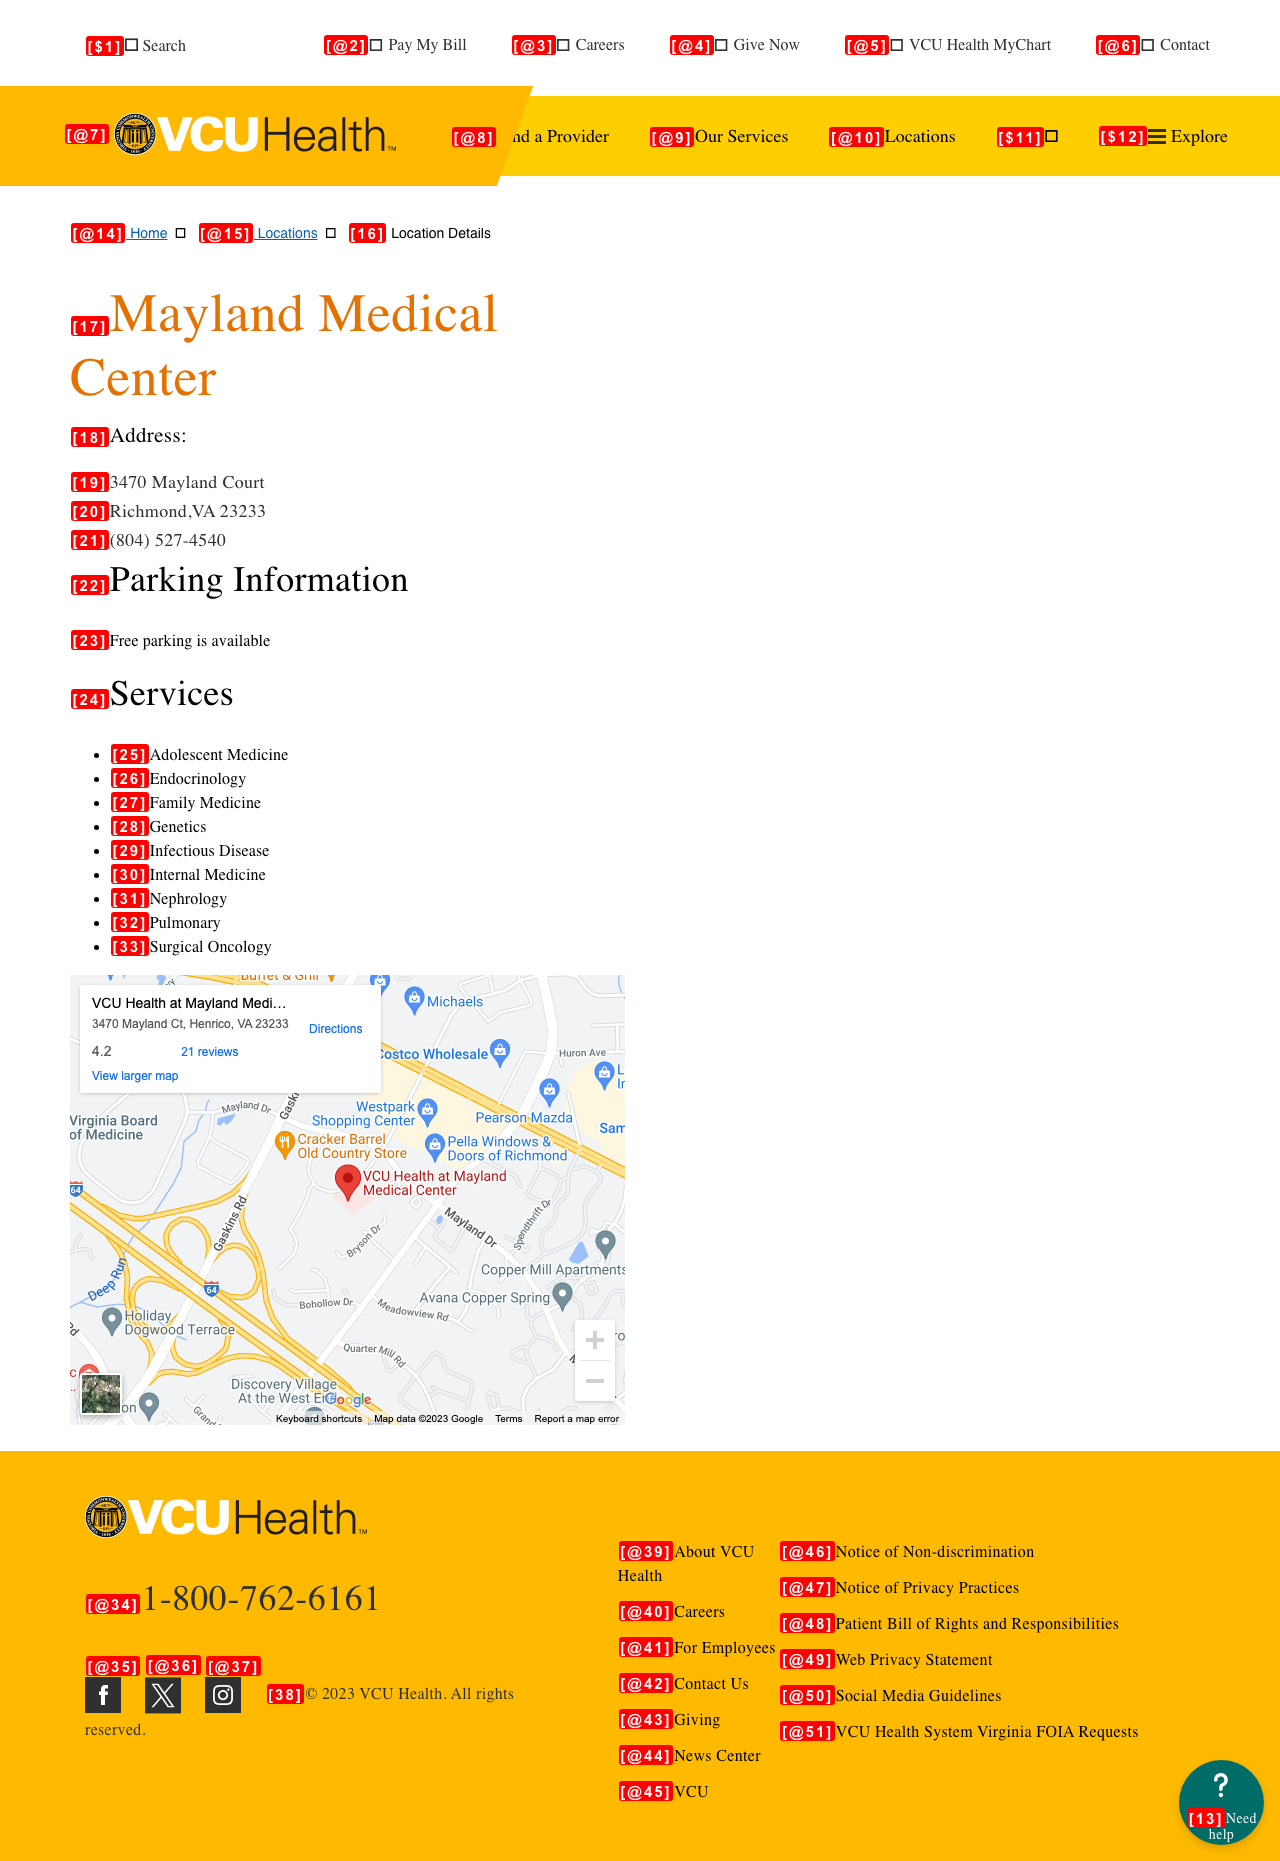 [$1] Search
[@2] Pay My Bill
[@3] Careers
[@4] Give Now
[@5] VCU Health MyChart
[@6] Contact
[@7] VCUHealth™
[@8] nd a Provider
[@9] Our Services
[@10] Locations
[$11]
[$12] Explore
[@14] Home
[@15] Locations
[16] Location Details
[17] Mayland Medical
Center
[18] Address:
[19] 3470 Mayland Court
[20] Richmond,VA 23233
[21] (804) 527-4540
[22] Parking Information
[23] Free parking is available
[24] Services
[25] Adolescent Medicine
[26] Endocrinology
[27] Family Medicine
[28] Genetics
[29] Infectious Disease
[30] Internal Medicine
[31] Nephrology
[32] Pulmonary
[33] Surgical Oncology
Buffet & Grill
VCU Health at Mayland Medi...
3470 Mayland Ct, Henrico, VA 23233
Directions
4.2
21 reviews
View larger map
Michaels
Costco Wholesale
Huron Ave
Mayland Dr
Gaskins
Westpark
Shopping Center
Pearson Mazda
Virginia Board
of Medicine
Cracker Barrel
Old Country Store
Pella Windows &
Doors of Richmond
Sam
VCU Health at Mayland
Medical Center
64
Gaskins Rd
Bryson Dr
Mayland Dr
Spendthrift Dr
Deep Run
64
Copper Mill Apartments
Avana Copper Spring
Bohollow Dr
Meadowview Rd
Holiday
Dogwood Terrace
Quarter Mill Rd
Discovery Village
At the West End
Google
Keyboard shortcuts
Map data ©2023 Google
Terms
Report a map error
VCUHealth™
[@34] 1-800-762-6161
[@35] [@36] [@37]
[38] © 2023 VCU Health. All rights
reserved.
[@39] About VCU
Health
[@40] Careers
[@41] For Employees
[@42] Contact Us
[@43] Giving
[@44] News Center
[@45] VCU
[@46] Notice of Non-discrimination
[@47] Notice of Privacy Practices
[@48] Patient Bill of Rights and Responsibilities
[@49] Web Privacy Statement
[@50] Social Media Guidelines
[@51] VCU Health System Virginia FOIA Requests
?
[13] Need
help